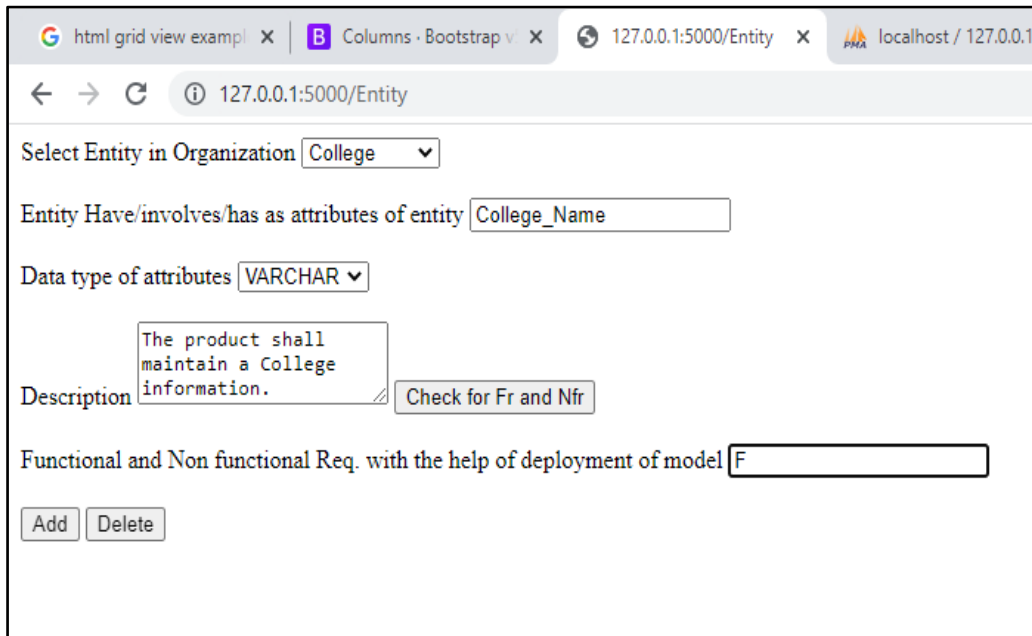 html grid view exampl Columns · Bootstrap v 127.0.0.1:5000/Entity PMA localhost / 127.0.0.1
127.0.0.1:5000/Entity
Select Entity in Organization College
Entity Have/involves/has as attributes of entity College_Name
Data type of attributes VARCHAR
The product shall
maintain a College
Description information. Check for Fr and Nfr
Functional and Non functional Req. with the help of deployment of model F
Add Delete